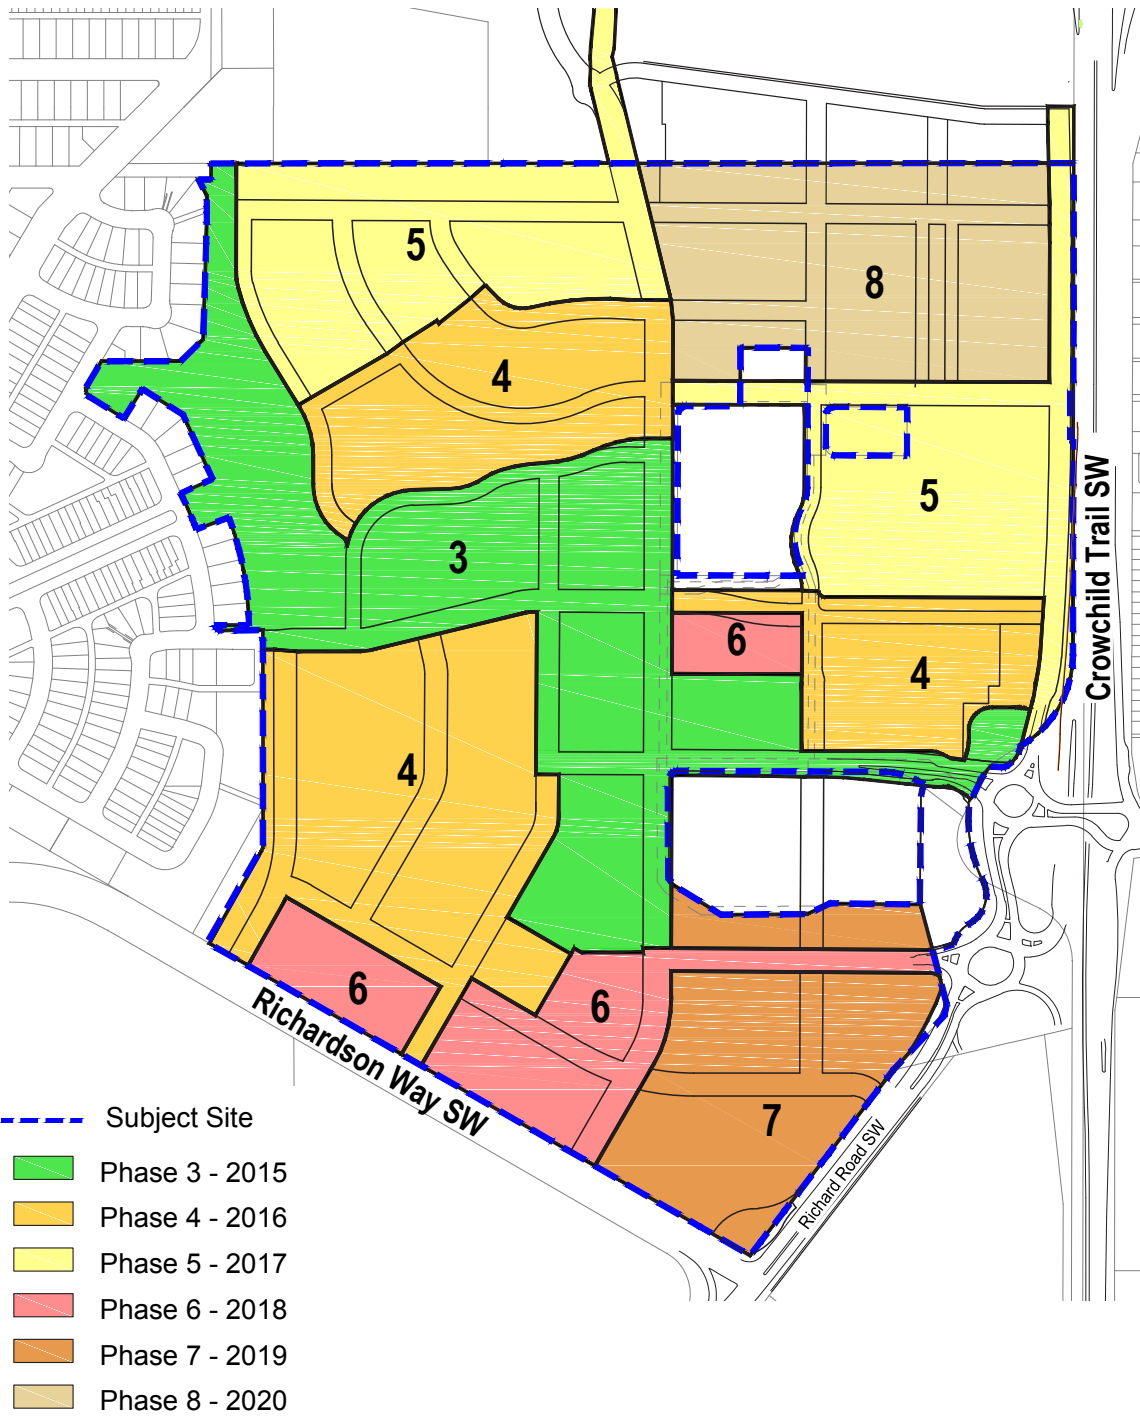 5
8
4
5
3
6
4
4
6
6
7
Crowchild Trail SW
Richardson Way SW
Richard Road SW
Subject Site
Phase 3 - 2015
Phase 4 - 2016
Phase 5 - 2017
Phase 6 - 2018
Phase 7 - 2019
Phase 8 - 2020